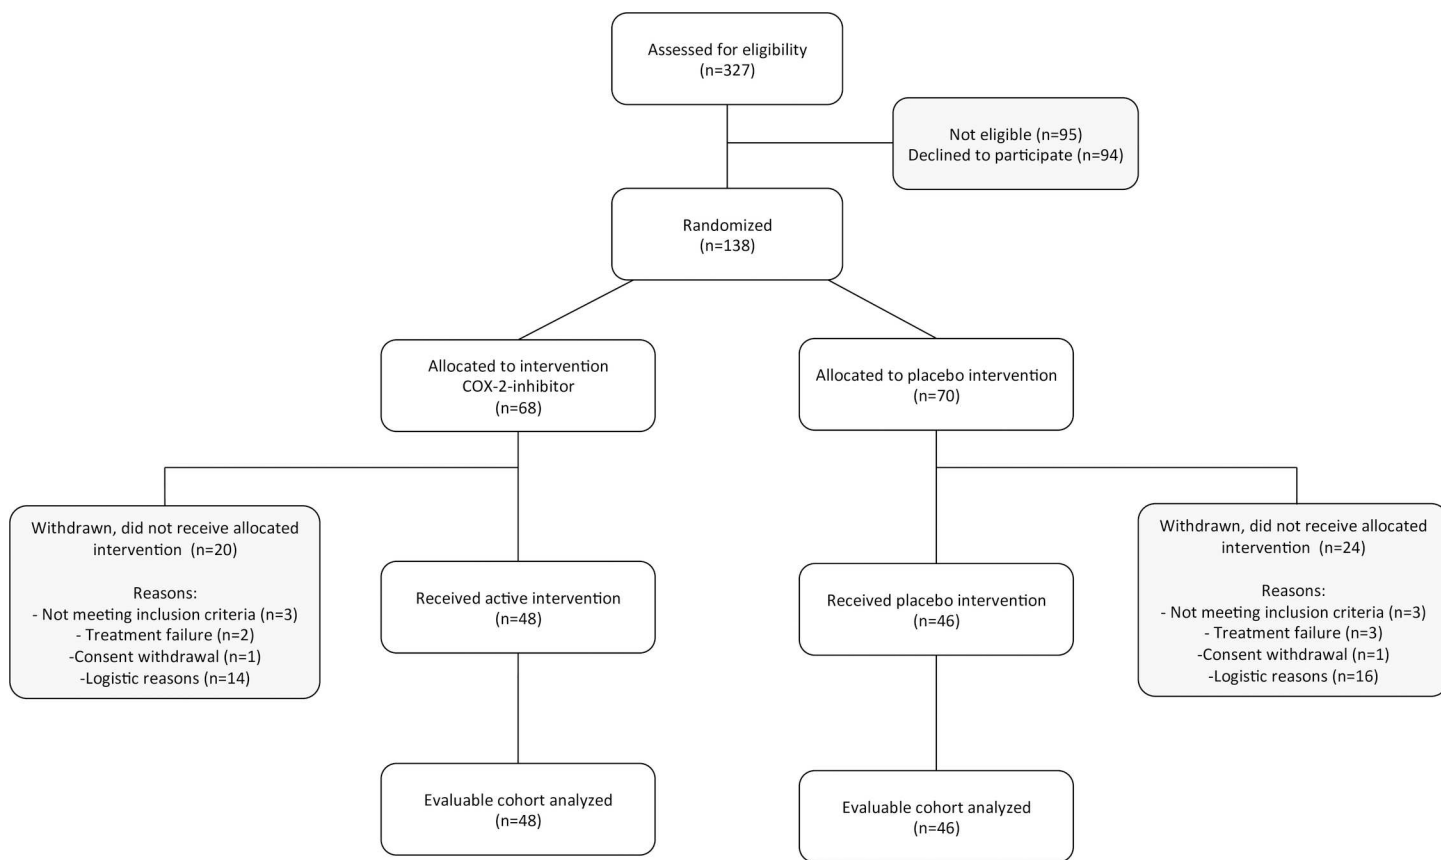 Assessed for eligibility
(n=327)
Not eligible (n=95)
Declined to participate (n=94)
Randomized
(n=138)
Allocated to intervention
COX-2-inhibitor
(n=68)
Allocated to placebo intervention
(n=70)
Withdrawn, did not receive allocated
intervention (n=20)
Reasons:
- Not meeting inclusion criteria (n=3)
- Treatment failure (n=2)
-Consent withdrawal (n=1)
-Logistic reasons (n=14)
Received active intervention
(n=48)
Received placebo intervention
(n=46)
Withdrawn, did not receive allocated
intervention (n=24)
Reasons:
- Not meeting inclusion criteria (n=3)
- Treatment failure (n=3)
-Consent withdrawal (n=1)
-Logistic reasons (n=16)
Evaluable cohort analyzed
(n=48)
Evaluable cohort analyzed
(n=46)